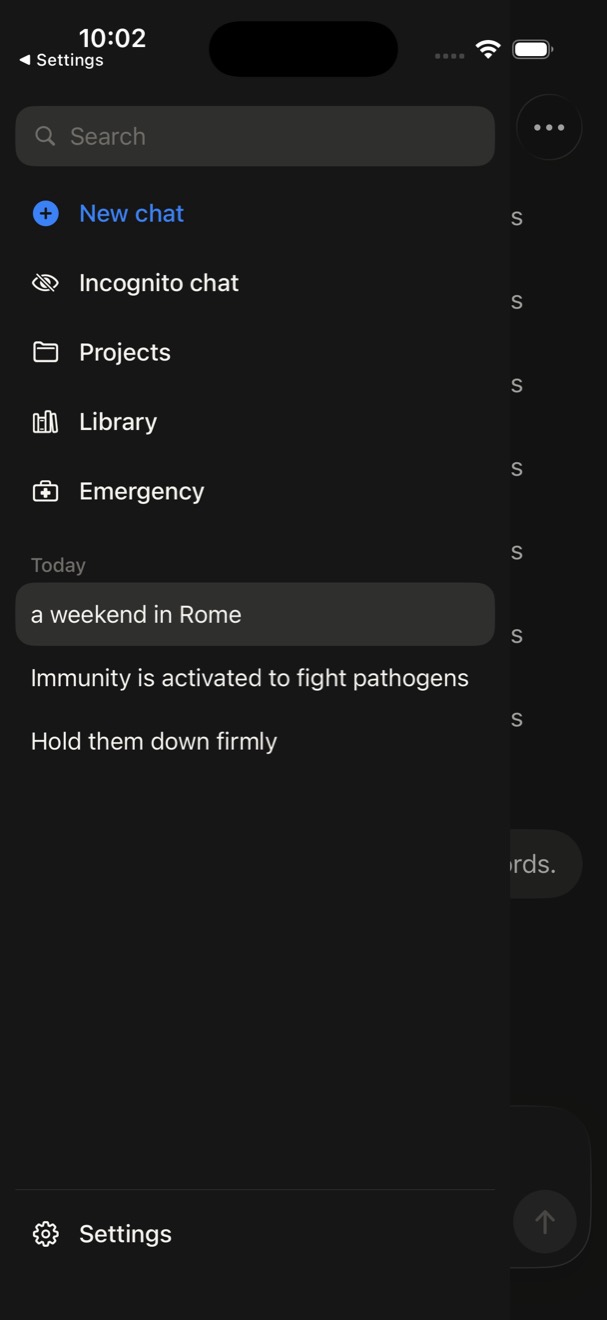 10:02
◀ Settings
Search
New chat
s
Incognito chat
s
Projects
s
Library
s
Emergency
s
Today
a weekend in Rome
s
Immunity is activated to fight pathogens
s
Hold them down firmly
ords.
Settings